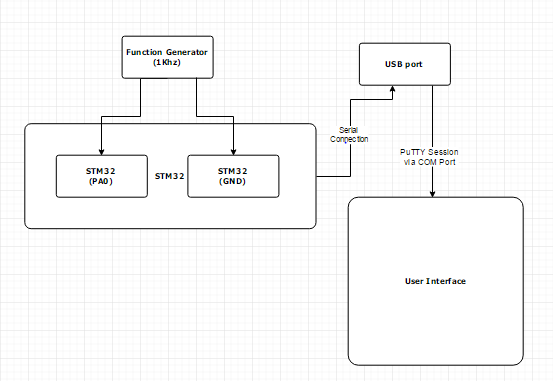 Function Generator
(1Khz)
USB port
Serial
Connection
PuTTY Session
via COM Port
STM32
(PA0)
STM32
STM32
(GND)
User Interface